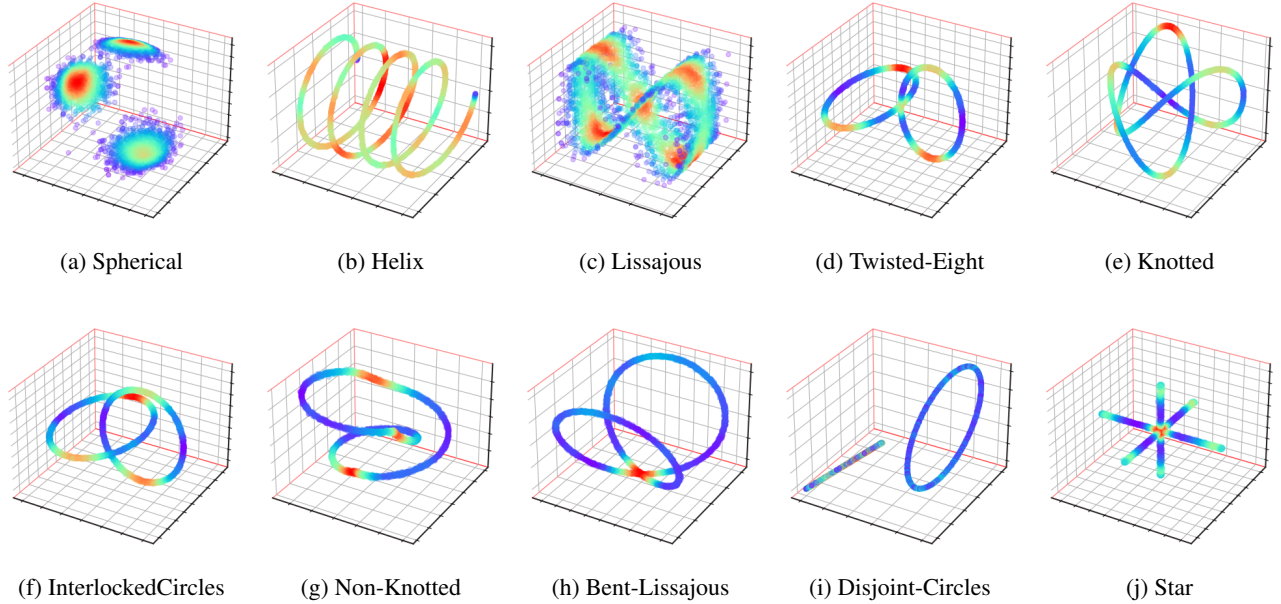 (a) Spherical
(b) Helix
(c) Lissajous
(d) Twisted-Eight
(e) Knotted
(f) InterlockedCircles
(g) Non-Knotted
(h) Bent-Lissajous
(i) Disjoint-Circles
(j) Star